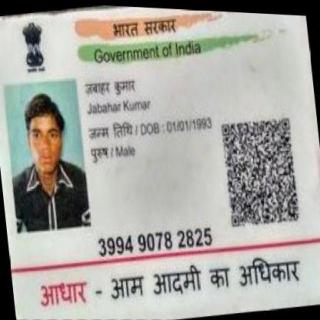 भारत सरकार
Government of India
जबाहर कुमार
Jabahar Kumar
जन्म तिथि / DOB : 01/01/1993
पुरुष / Male
3994 9078 2825
आधार - आम आदमी का अधिकार